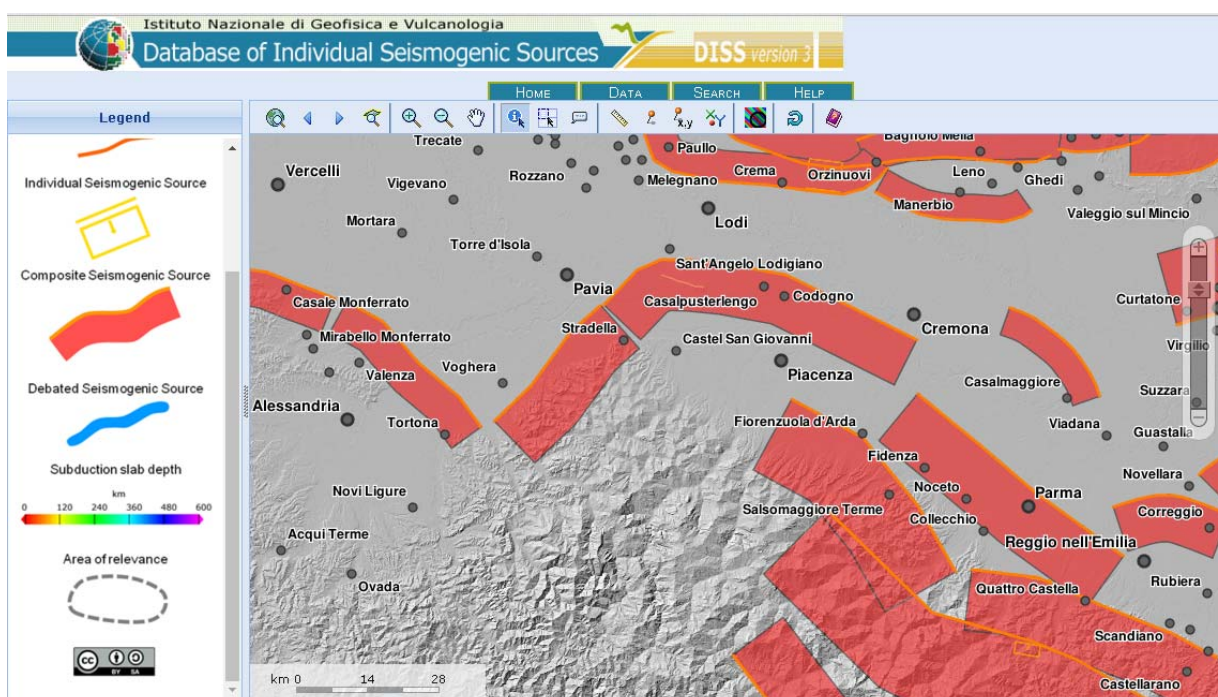 Istituto Nazionale di Geofisica e Vulcanologia
Database of Individual Seismogenic Sources
DISS version 3
HOME DATA SEARCH HELP
Legend
Individual Seismogenic Source
Composite Seismogenic Source
Debated Seismogenic Source
Subduction slab depth
km
0 120 240 360 480 600
Area of relevance
cc
BY SA
x,y
Trecate
Paullo
Bagnolo Mella
Vercelli
Vigevano
Rozzano
Melegnano
Crema
Orzinuovi
Leno
Ghedi
Manerbio
Valeggio sul Mincio
Mortara
Lodi
Torre d'Isola
Sant'Angelo Lodigiano
Pavia
Casale Monferrato
Casalpusterlengo
Codogno
Curtatone
Mirabello Monferrato
Stradella
Castel San Giovanni
Cremona
Virgilio
Valenza
Voghera
Piacenza
Casalmaggiore
Suzzara
Alessandria
Tortona
Fiorenzuola d'Arda
Viadana
Guastalla
Fidenza
Novellara
Novi Ligure
Noceto
Parma
Salsomaggiore Terme
Collecchio
Correggio
Acqui Terme
Reggio nell'Emilia
Ovada
Quattro Castella
Rubiera
Scandiano
Castellarano
km 0 14 28